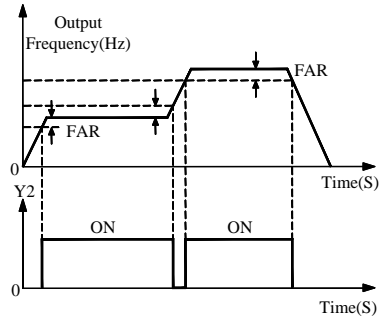 Output
Frequency(Hz)
FAR
FAR
0
Time(S)
Y2
ON
ON
0
Time(S)